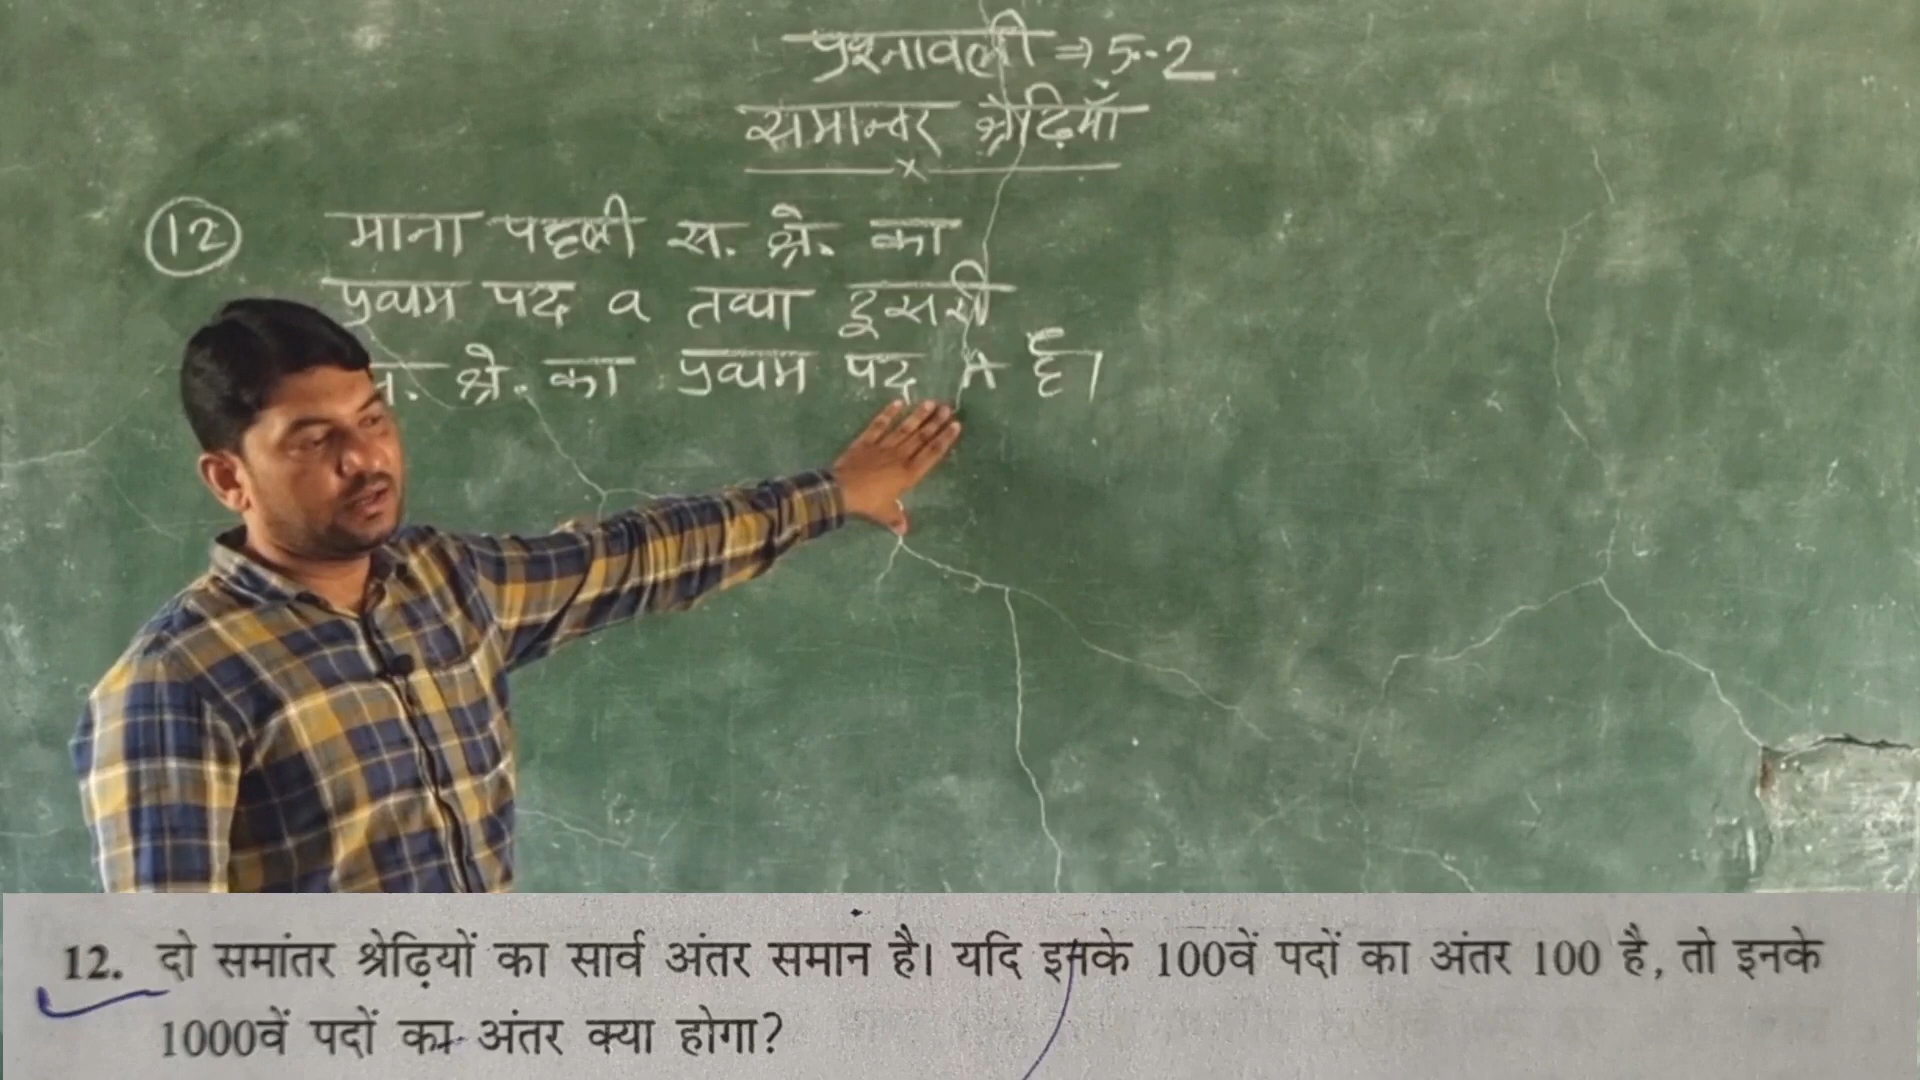 प्रश्नावली ⇒ 5.2
समान्तर श्रेढ़ियाँ
12 माना पहली स. श्रे. का
प्रथम पद a तथा दूसरी
श्रे. का प्रथम पद A है।
12. दो समांतर श्रेढ़ियों का सार्व अंतर समान है। यदि इनके 100वें पदों का अंतर 100 है, तो इनके
1000वें पदों का अंतर क्या होगा?